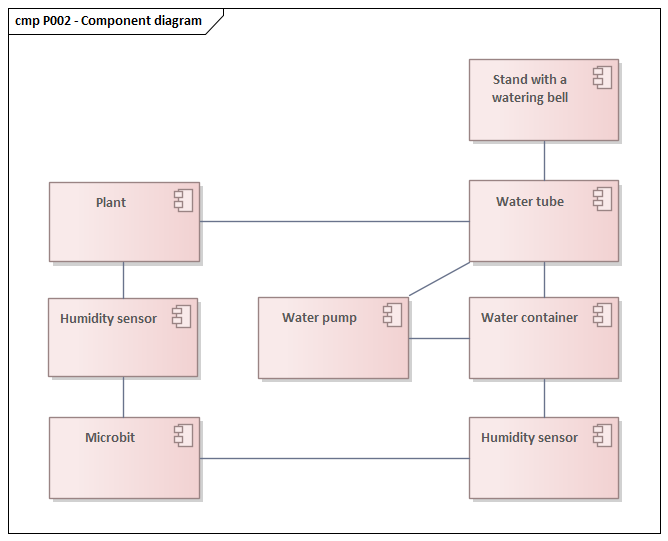 cmp P002 - Component diagram
Stand with a
watering bell
Plant
Water tube
Humidity sensor
Water pump
Water container
Microbit
Humidity sensor